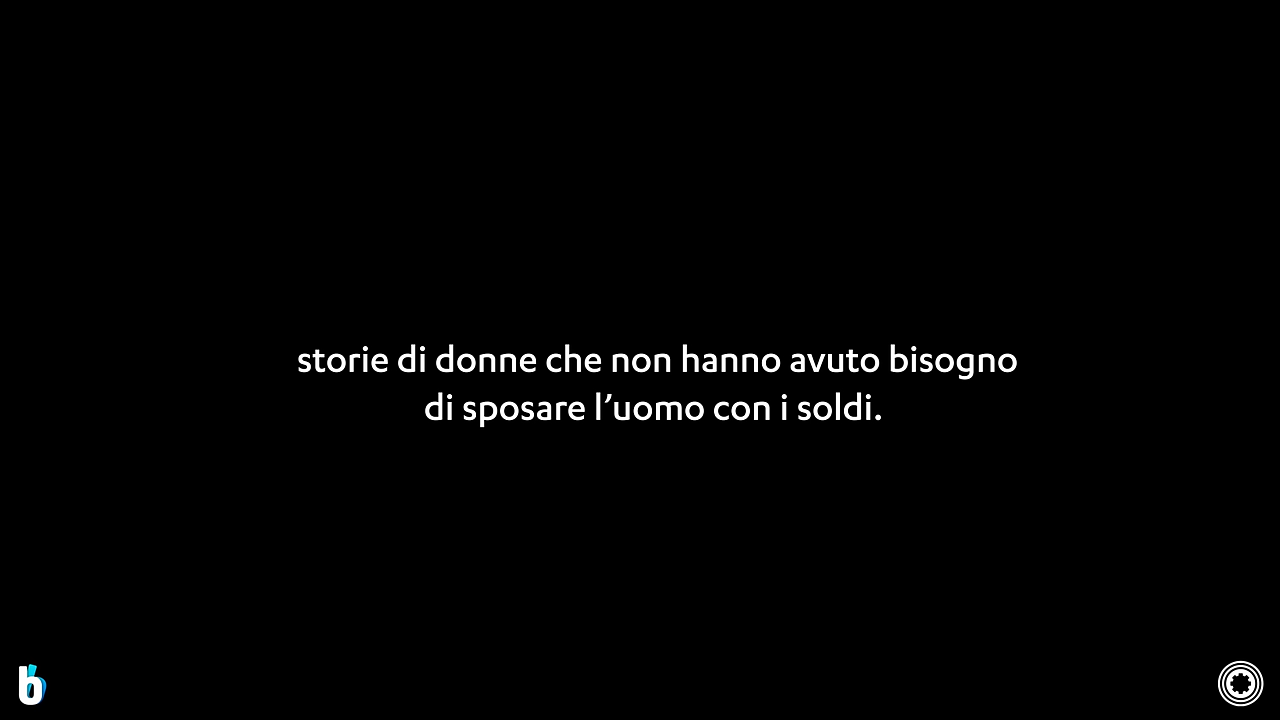 storie di donne che non hanno avuto bisogno
di sposare l’uomo con i soldi.
b